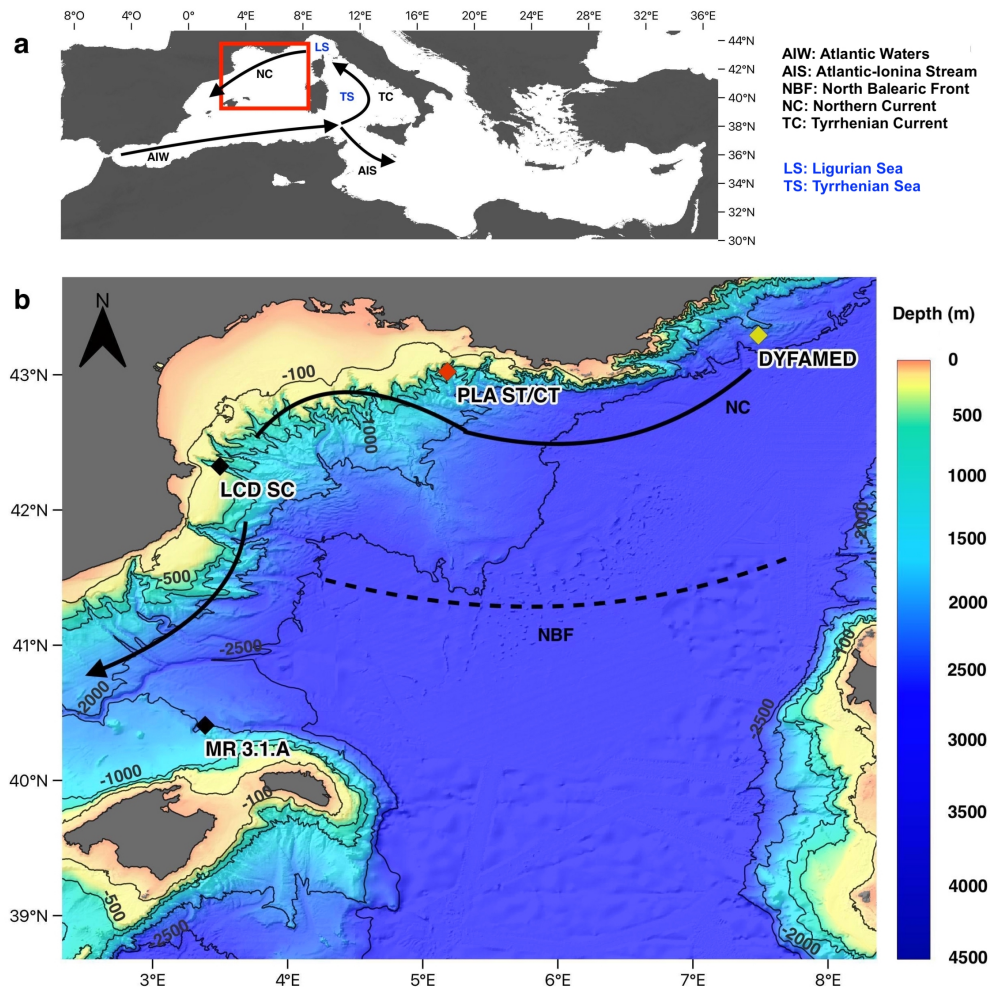 8°O 4°O 0° 4°E 8°E 12°E 16°E 20°E 24°E 28°E 32°E 36°E
a
LS
44°N
NC
42°N
TS
TC
40°N
38°N
AIW
36°N
AIS
34°N
32°N
30°N
AIW: Atlantic Waters
AIS: Atlantic-Ionina Stream
NBF: North Balearic Front
NC: Northern Current
TC: Tyrrhenian Current
LS: Ligurian Sea
TS: Tyrrhenian Sea
b
N
Depth (m)
DYFAMED
43°N
-100
PLA ST/CT
NC
-1000
LCD SC
42°N
-2000
500
NBF
41°N
-2500
100
-2000
-2500
MR 3.1.A
40°N
-1000
-100
-500
39°N
-2500
-2000
3°E 4°E 5°E 6°E 7°E 8°E
0
500
1000
1500
2000
2500
3000
3500
4000
4500